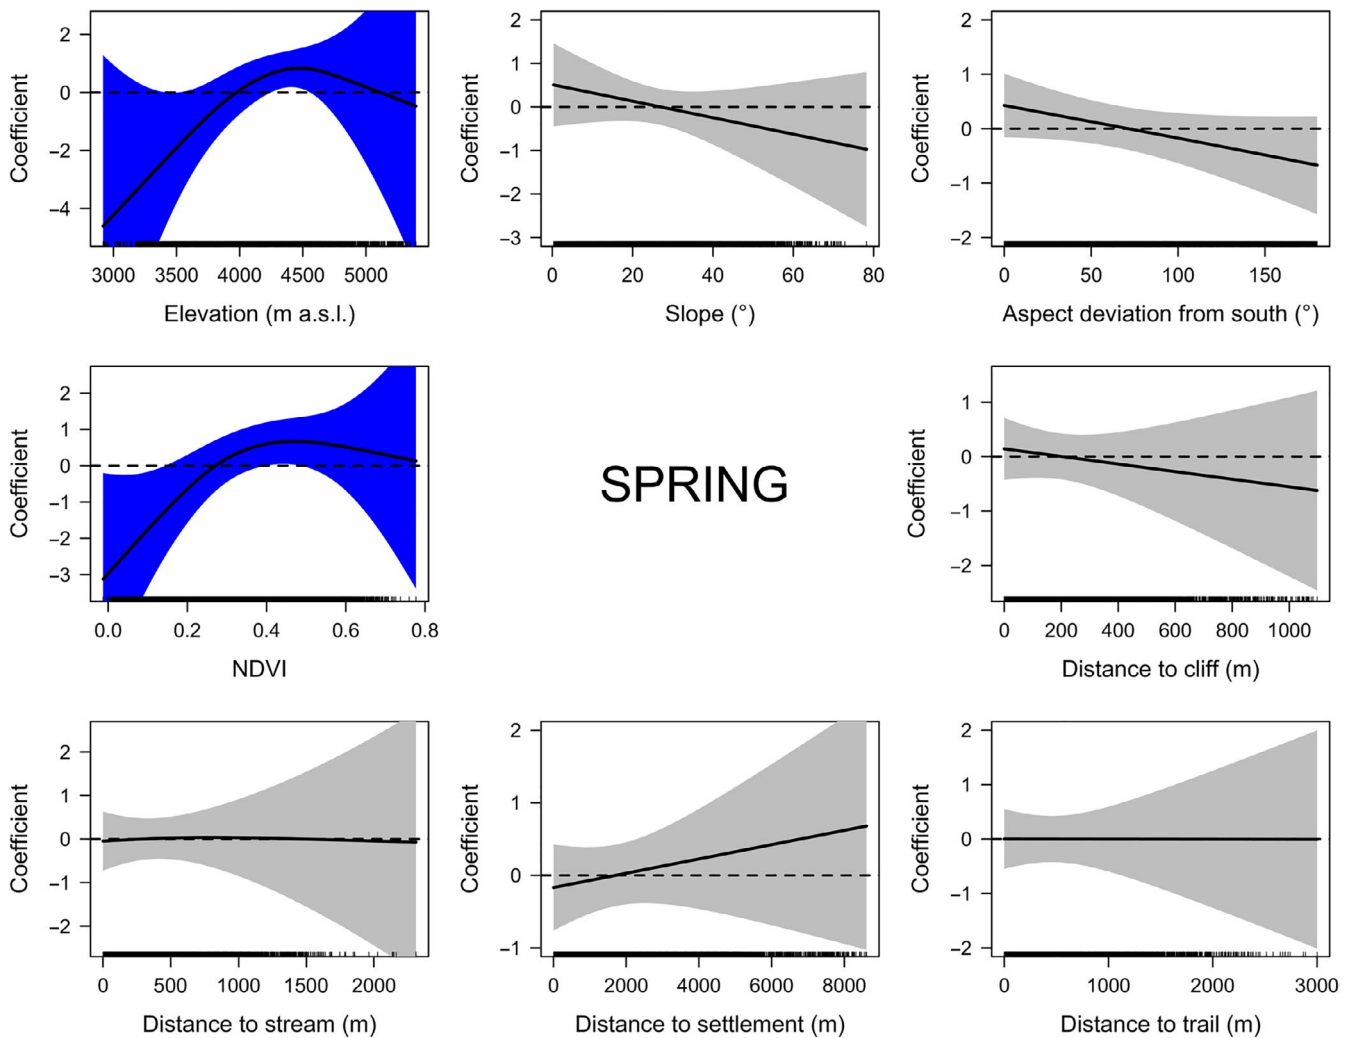 Coefficient
2
0
−2
−4
3000 3500 4000 4500 5000
Elevation (m a.s.l.)
Coefficient
2
1
0
−1
−2
−3
0 20 40 60 80
Slope (°)
Coefficient
2
1
0
−1
−2
0 50 100 150
Aspect deviation from south (°)
Coefficient
2
1
0
−1
−2
−3
0.0 0.2 0.4 0.6 0.8
NDVI
SPRING
Coefficient
1
0
−1
−2
0 200 400 600 800 1000
Distance to cliff (m)
Coefficient
2
1
0
−1
−2
0 500 1000 1500 2000
Distance to stream (m)
Coefficient
2
1
0
−1
0 2000 4000 6000 8000
Distance to settlement (m)
Coefficient
2
1
0
−1
−2
0 1000 2000 3000
Distance to trail (m)